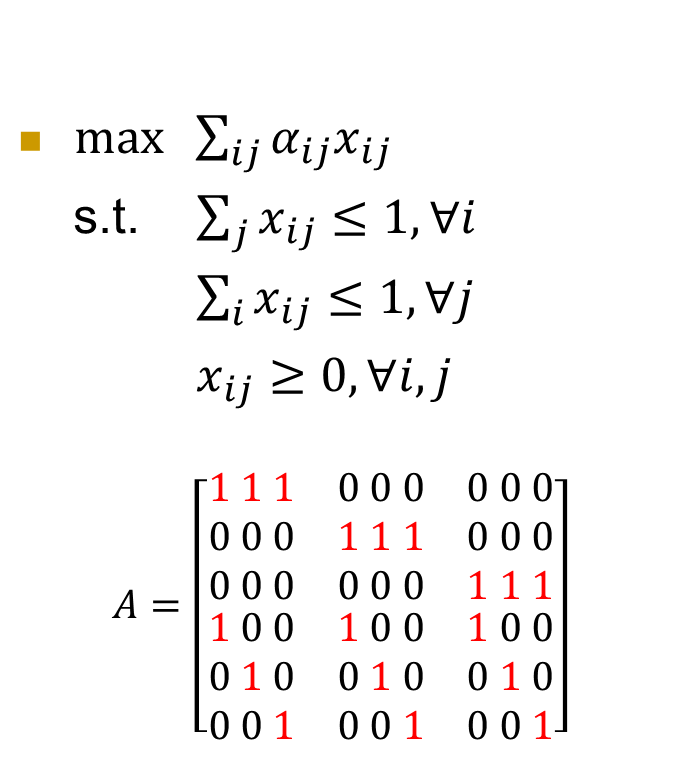 ■ max ∑ᵢⱼ αᵢⱼxᵢⱼ
s.t. ∑ⱼ xᵢⱼ ≤ 1, ∀i
∑ᵢ xᵢⱼ ≤ 1, ∀j
xᵢⱼ ≥ 0, ∀i, j
1 1 1 0 0 0 0 0 0
0 0 0 1 1 1 0 0 0
0 0 0 0 0 0 1 1 1
A =
1 0 0 1 0 0 1 0 0
0 1 0 0 1 0 0 1 0
0 0 1 0 0 1 0 0 1